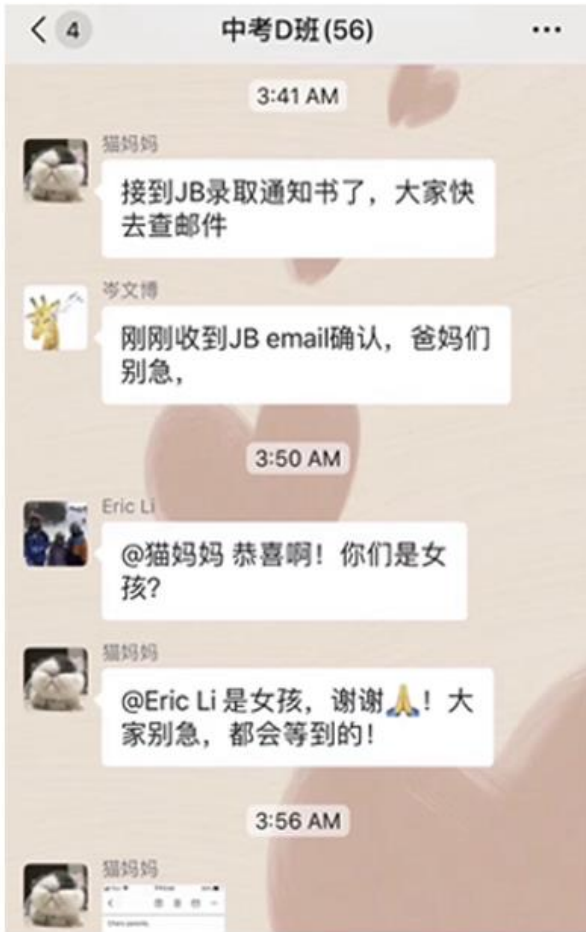 4
中考D班(56)
3:41 AM
猫妈妈
接到JB录取通知书了，大家快
去查邮件
岑文博
刚刚收到JB email确认，爸妈们
别急，
3:50 AM
Eric Li
@猫妈妈 恭喜啊！你们是女
孩？
猫妈妈
@Eric Li 是女孩，谢谢🙏！大
家别急，都会等到的！
3:56 AM
猫妈妈